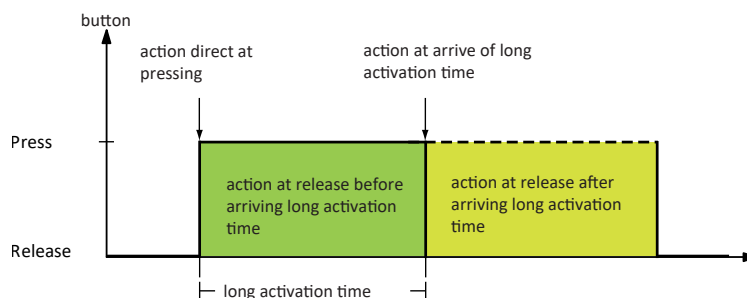 button
action direct at
pressing
action at arrive of long
activation time
Press
action at release before
arriving long activation
time
action at release after
arriving long activation
time
Release
long activation time